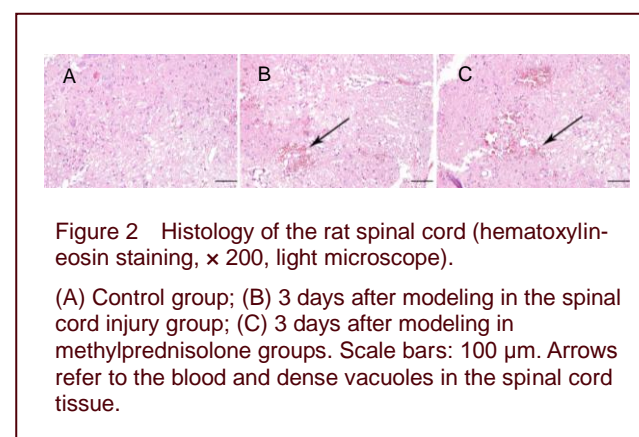 A
B
C
Figure 2 Histology of the rat spinal cord (hematoxylin-
eosin staining, × 200, light microscope).
(A) Control group; (B) 3 days after modeling in the spinal
cord injury group; (C) 3 days after modeling in
methylprednisolone groups. Scale bars: 100 μm. Arrows
refer to the blood and dense vacuoles in the spinal cord
tissue.